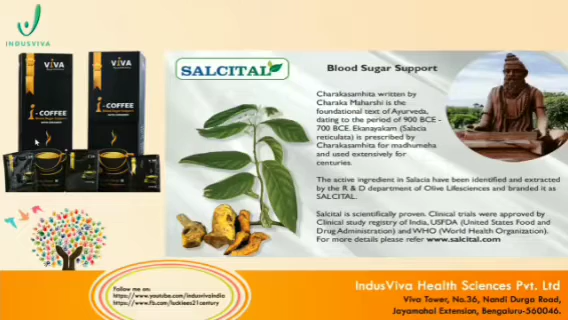 INDUSVIVA
VIVA
i-COFFEE
VIVA
i-COFFEE
SALCITAL
Blood Sugar Support
Charakasamhita written by
Charaka Maharshi is the
foundational text of Ayurveda,
dating to the period of 900 BCE -
700 BCE. Ekanayakam (Salacia
reticulata) is prescribed by
Charakasamhita for madhumeha
and used extensively for
centuries.
The active ingredient in Salacia have been identified and extracted
by the R & D department of Olive Lifesciences and branded it as
SALCITAL.
Salcital is scientifically proven. Clinical trials were approved by
Clinical study registry of India, USFDA (United States Food and
Drug Administration) and WHO (World Health Organization).
For more details please refer www.salcital.com
Follow me on:
https://www.youtube.com/indusvivaindia
https://www.fb.com/luckiees21century
IndusViva Health Sciences Pvt. Ltd
Viva Tower, No.36, Nandi Durga Road,
Jayamahal Extension, Bengaluru-560046.